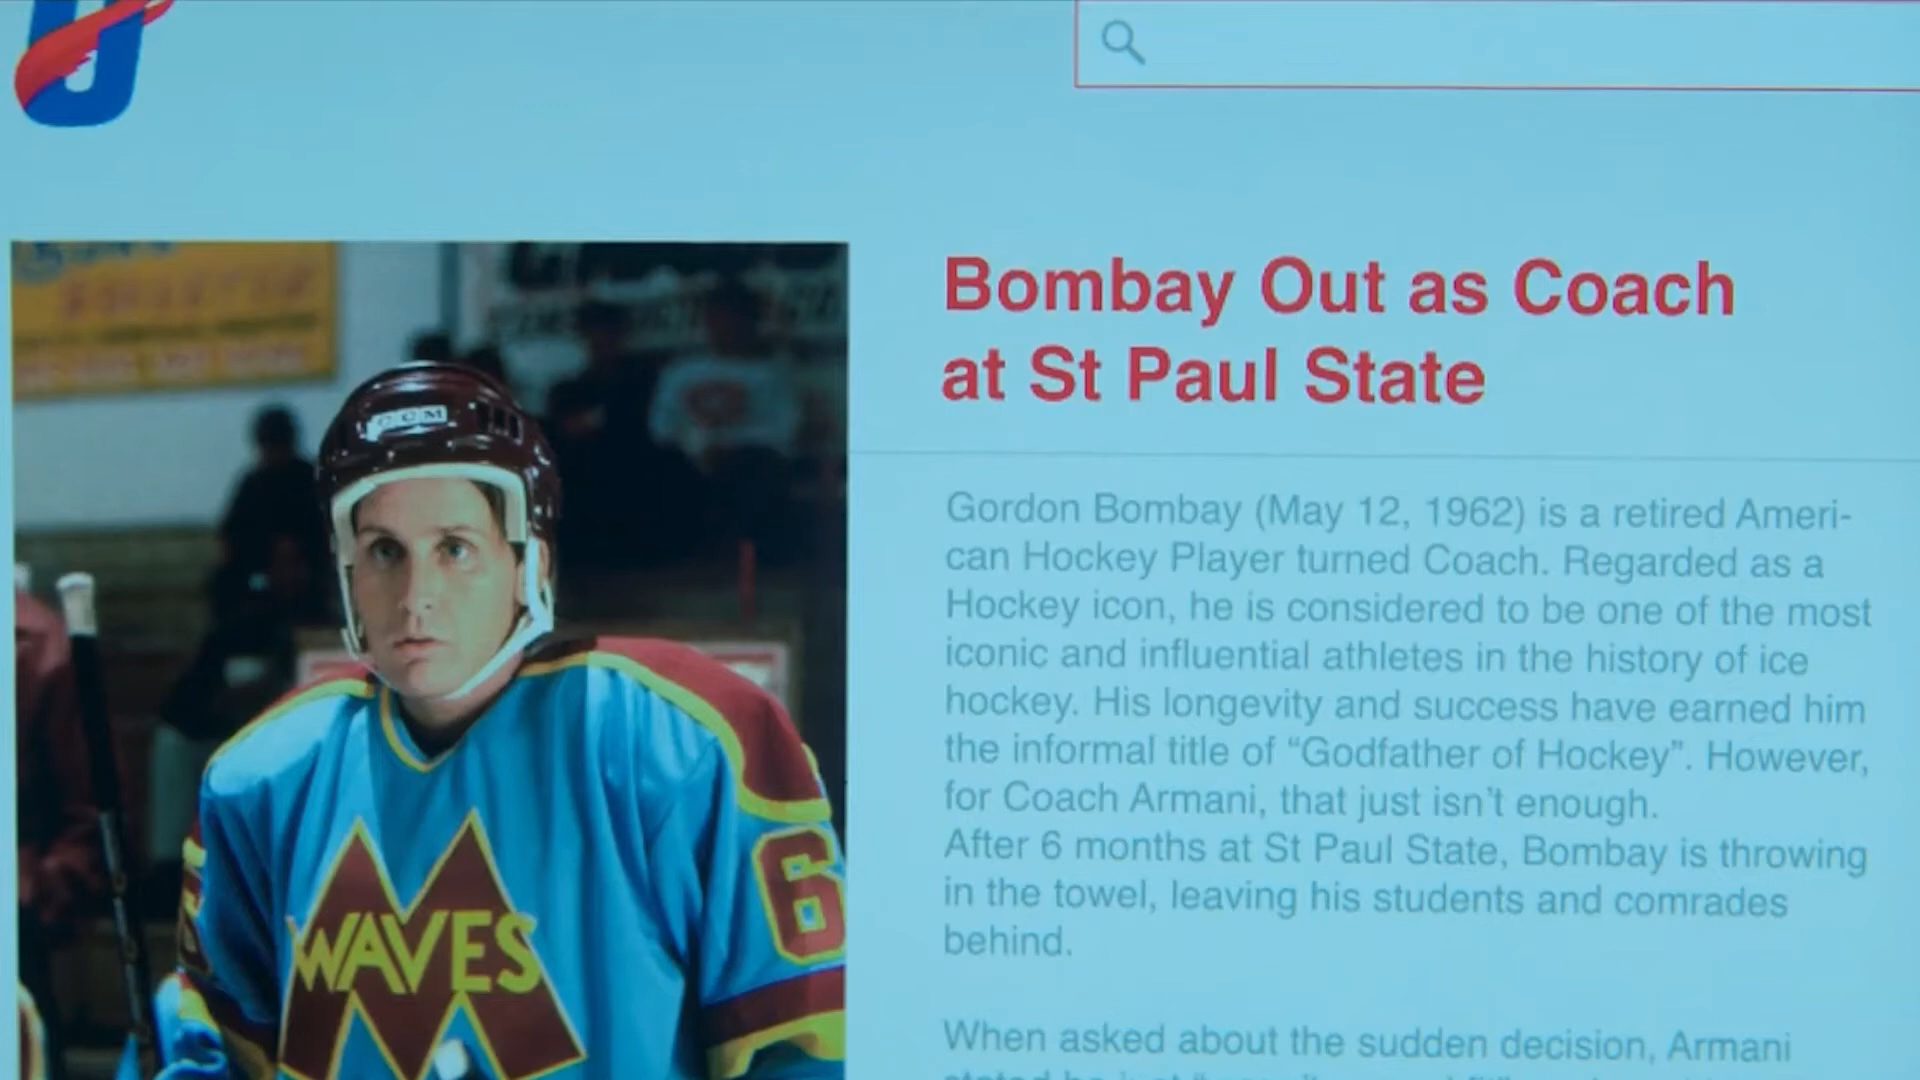 Bombay Out as Coach
at St Paul State
Gordon Bombay (May 12, 1962) is a retired Ameri-
can Hockey Player turned Coach. Regarded as a
Hockey icon, he is considered to be one of the most
iconic and influential athletes in the history of ice
hockey. His longevity and success have earned him
the informal title of “Godfather of Hockey”. However,
for Coach Armani, that just isn’t enough.
After 6 months at St Paul State, Bombay is throwing
in the towel, leaving his students and comrades
behind.
When asked about the sudden decision, Armani
CCM
WAVES
6